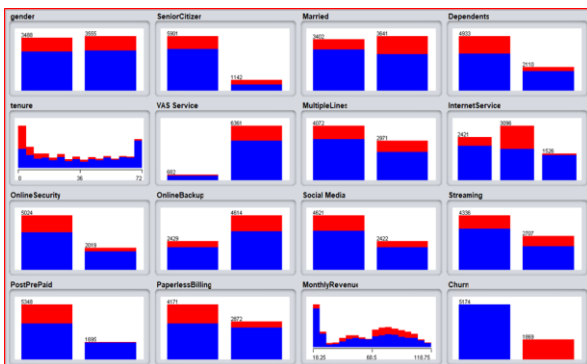 gender SeniorCitizen Married Dependents
3488 3555 5901 1142 3402 3641 4933 2110
tenure VAS Service MultipleLines InternetService
682 6361 4072 2971 2421 3096 1526
0 36 72
OnlineSecurity OnlineBackup Social Media Streaming
5024 2019 2429 4614 4621 2422 4336 2707
PostPrePaid PaperlessBilling MonthlyRevenue Churn
5348 1695 4171 2872 5174 1869
18.25 68.5 118.75